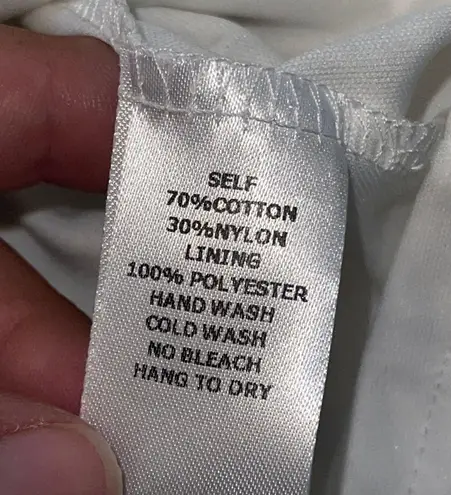 SELF
70%COTTON
30%NYLON
LINING
100% POLYESTER
HAND WASH
COLD WASH
NO BLEACH
HANG TO DRY